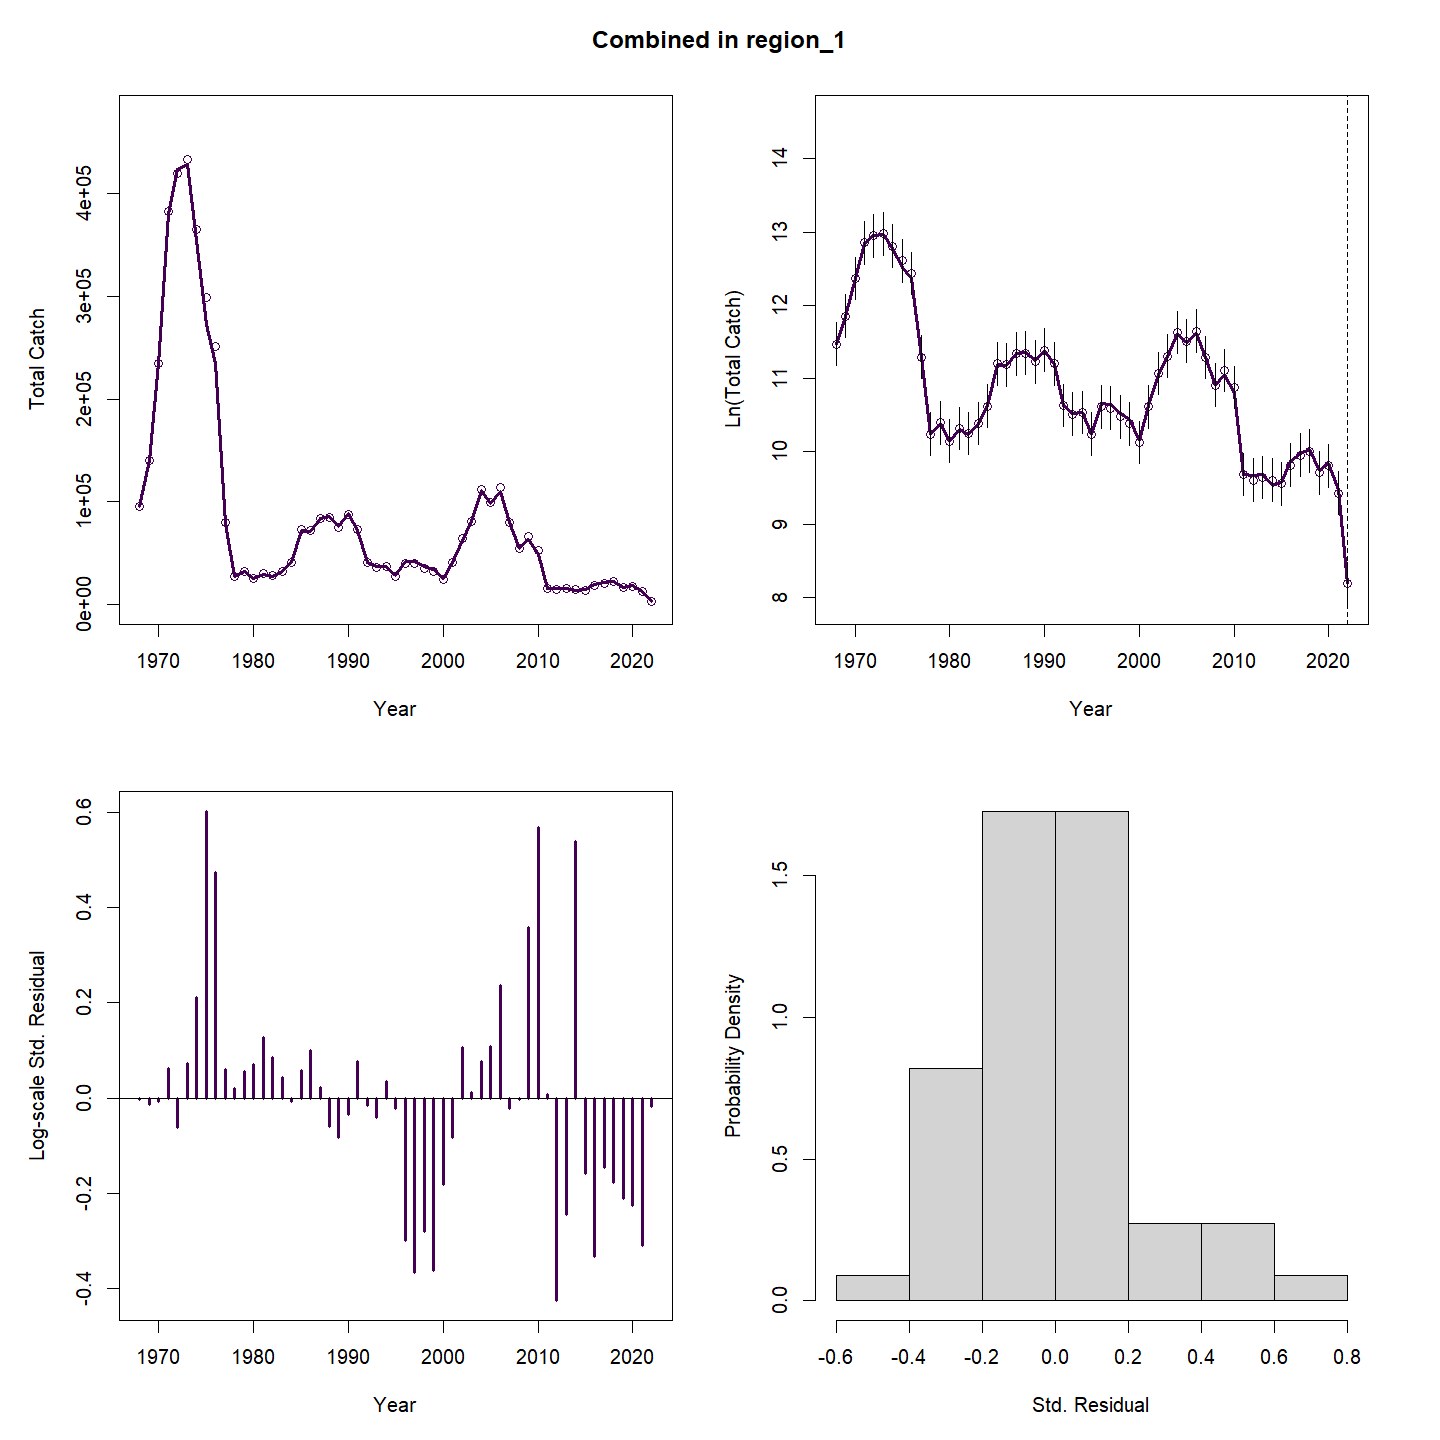 Combined in region_1
Total Catch
0e+00 1e+05 2e+05 3e+05 4e+05
1970 1980 1990 2000 2010 2020
Year
Ln(Total Catch)
8 9 10 11 12 13 14
1970 1980 1990 2000 2010 2020
Year
Log-scale Std. Residual
-0.4 -0.2 0.0 0.2 0.4 0.6
1970 1980 1990 2000 2010 2020
Year
Probability Density
0.0 0.5 1.0 1.5
-0.6 -0.4 -0.2 0.0 0.2 0.4 0.6 0.8
Std. Residual